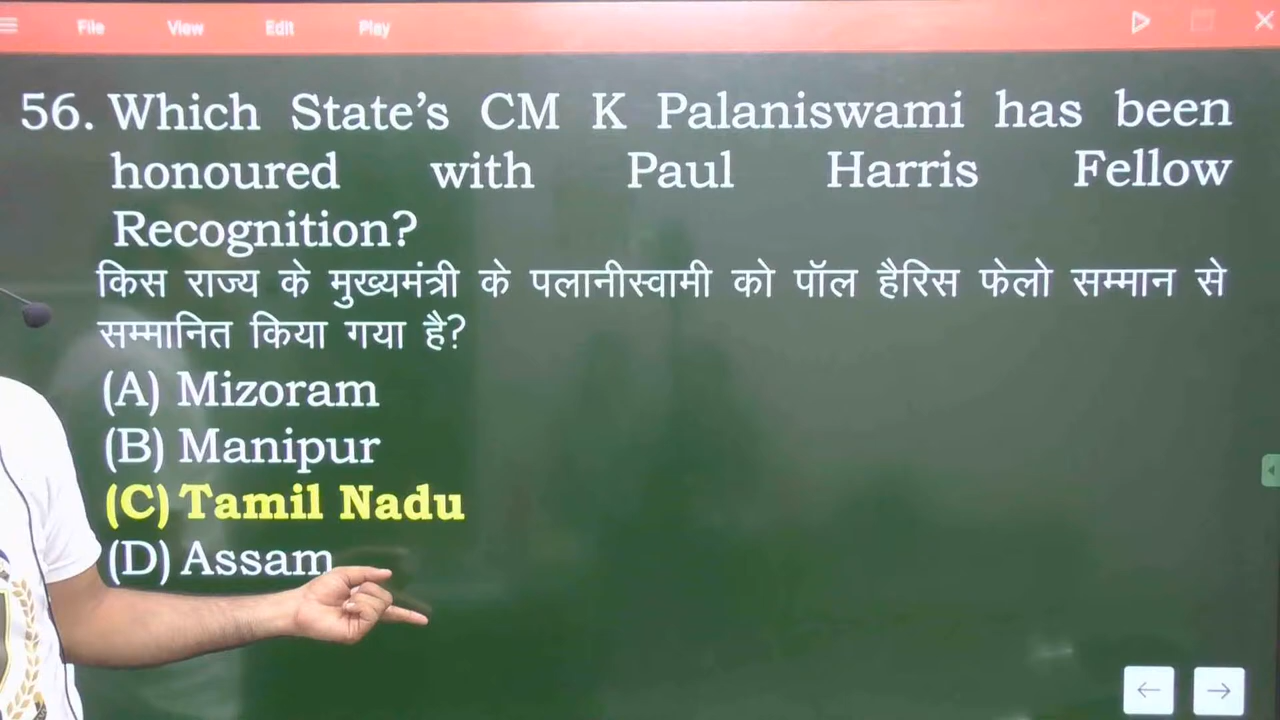 File View Edit Play
56. Which State's CM K Palaniswami has been
honoured with Paul Harris Fellow
Recognition?
किस राज्य के मुख्यमंत्री के पलानीस्वामी को पॉल हैरिस फेलो सम्मान से
सम्मानित किया गया है?
(A) Mizoram
(B) Manipur
(C) Tamil Nadu
(D) Assam